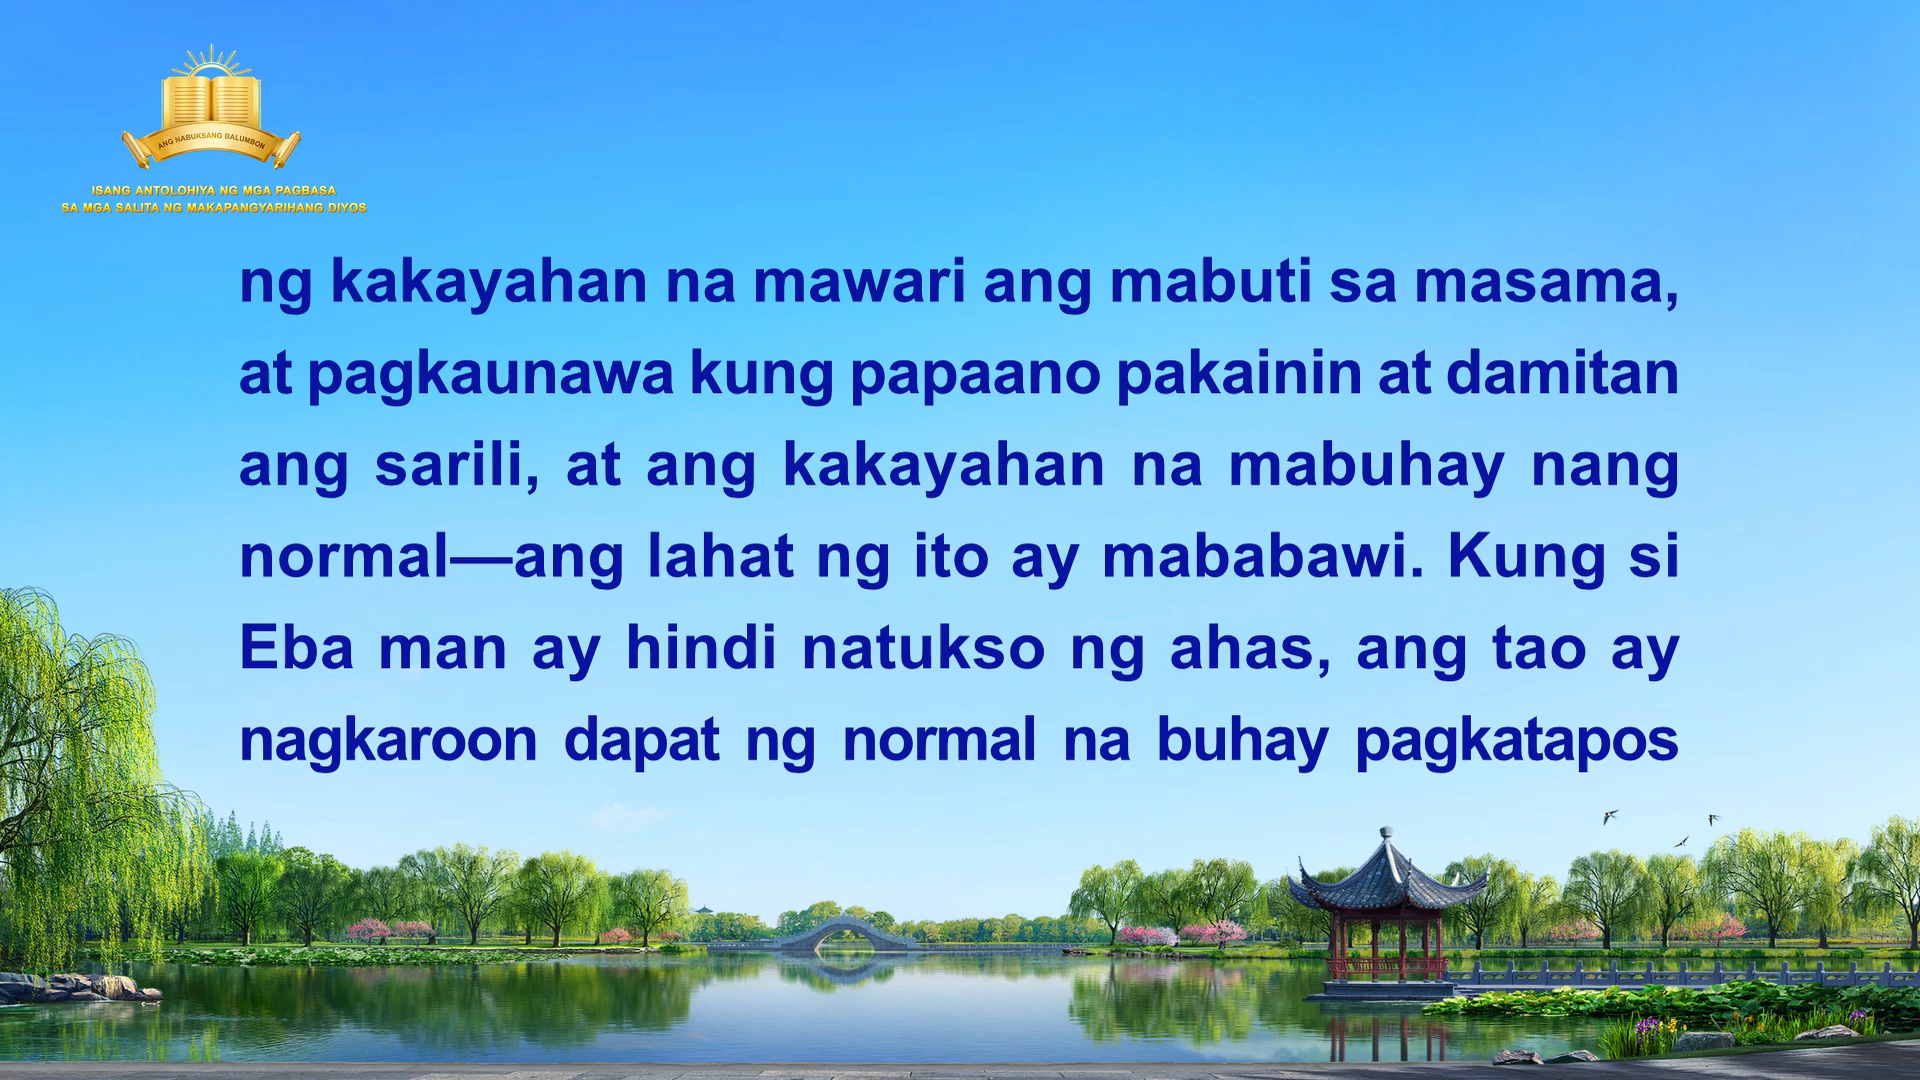 ANG NABUKSANG BALUMBON
ISANG ANTOLOHIYA NG MGA PAGBASA
SA MGA SALITA NG MAKAPANGYARIHANG DIYOS
ng kakayahan na mawari ang mabuti sa masama,
at pagkaunawa kung papaano pakainin at damitan
ang sarili, at ang kakayahan na mabuhay nang
normal—ang lahat ng ito ay mababawi. Kung si
Eba man ay hindi natukso ng ahas, ang tao ay
nagkaroon dapat ng normal na buhay pagkatapos